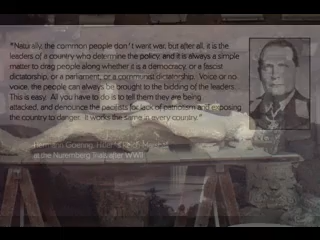 "Naturally, the common people don't want war, but after all, it is the
leaders of a country who determine the policy, and it is always a simple
matter to drag people along whether it is a democracy, or a fascist
dictatorship, or a parliament, or a communist dictatorship. Voice or no
voice, the people can always be brought to the bidding of the leaders.
This is easy. All you have to do is to tell them they are being
attacked, and denounce the pacifists for lack of patriotism and exposing
the country to danger. It works the same in every country."
Hermann Goering, Hitler's
at the Nuremberg Trials after WWII